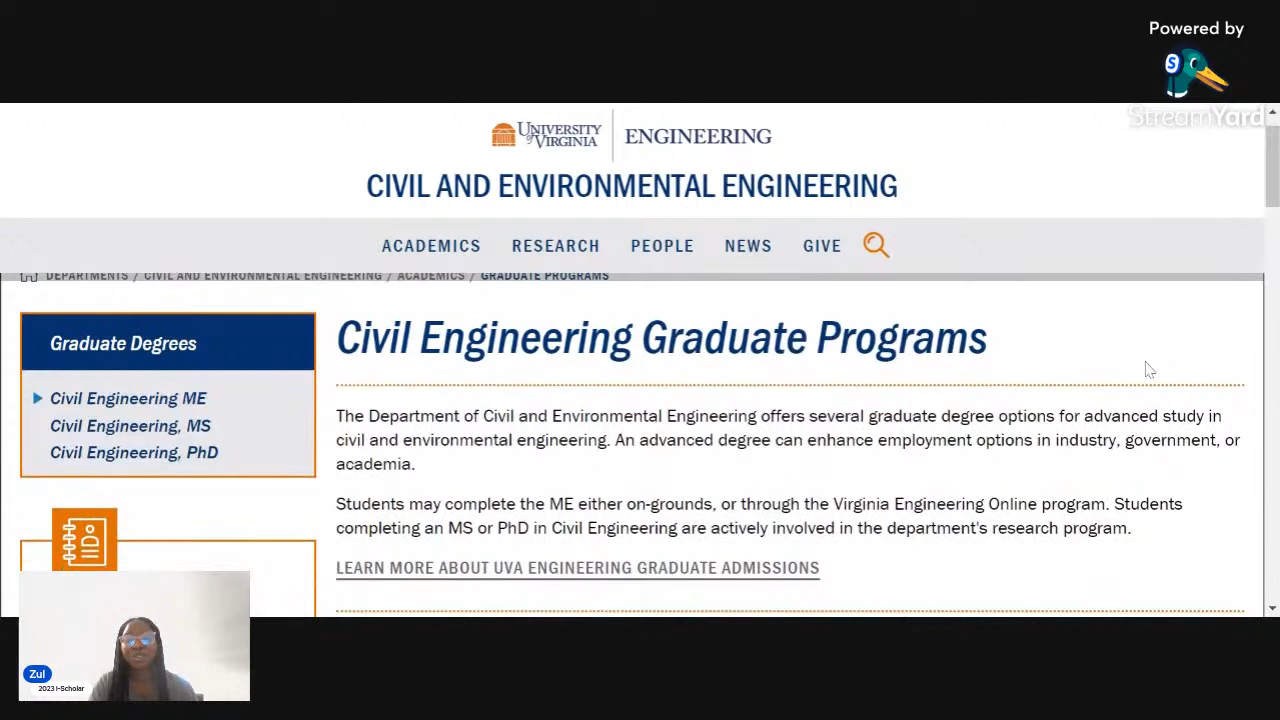 Powered by
S
StreamYard
UNIVERSITY
of VIRGINIA
ENGINEERING
CIVIL AND ENVIRONMENTAL ENGINEERING
ACADEMICS RESEARCH PEOPLE NEWS GIVE
DEPARTMENTS / CIVIL AND ENVIRONMENTAL ENGINEERING / ACADEMICS / GRADUATE PROGRAMS
Graduate Degrees
Civil Engineering ME
Civil Engineering, MS
Civil Engineering, PhD
Civil Engineering Graduate Programs
The Department of Civil and Environmental Engineering offers several graduate degree options for advanced study in
civil and environmental engineering. An advanced degree can enhance employment options in industry, government, or
academia.
Students may complete the ME either on-grounds, or through the Virginia Engineering Online program. Students
completing an MS or PhD in Civil Engineering are actively involved in the department's research program.
LEARN MORE ABOUT UVA ENGINEERING GRADUATE ADMISSIONS
Zul
2023 I-Scholar